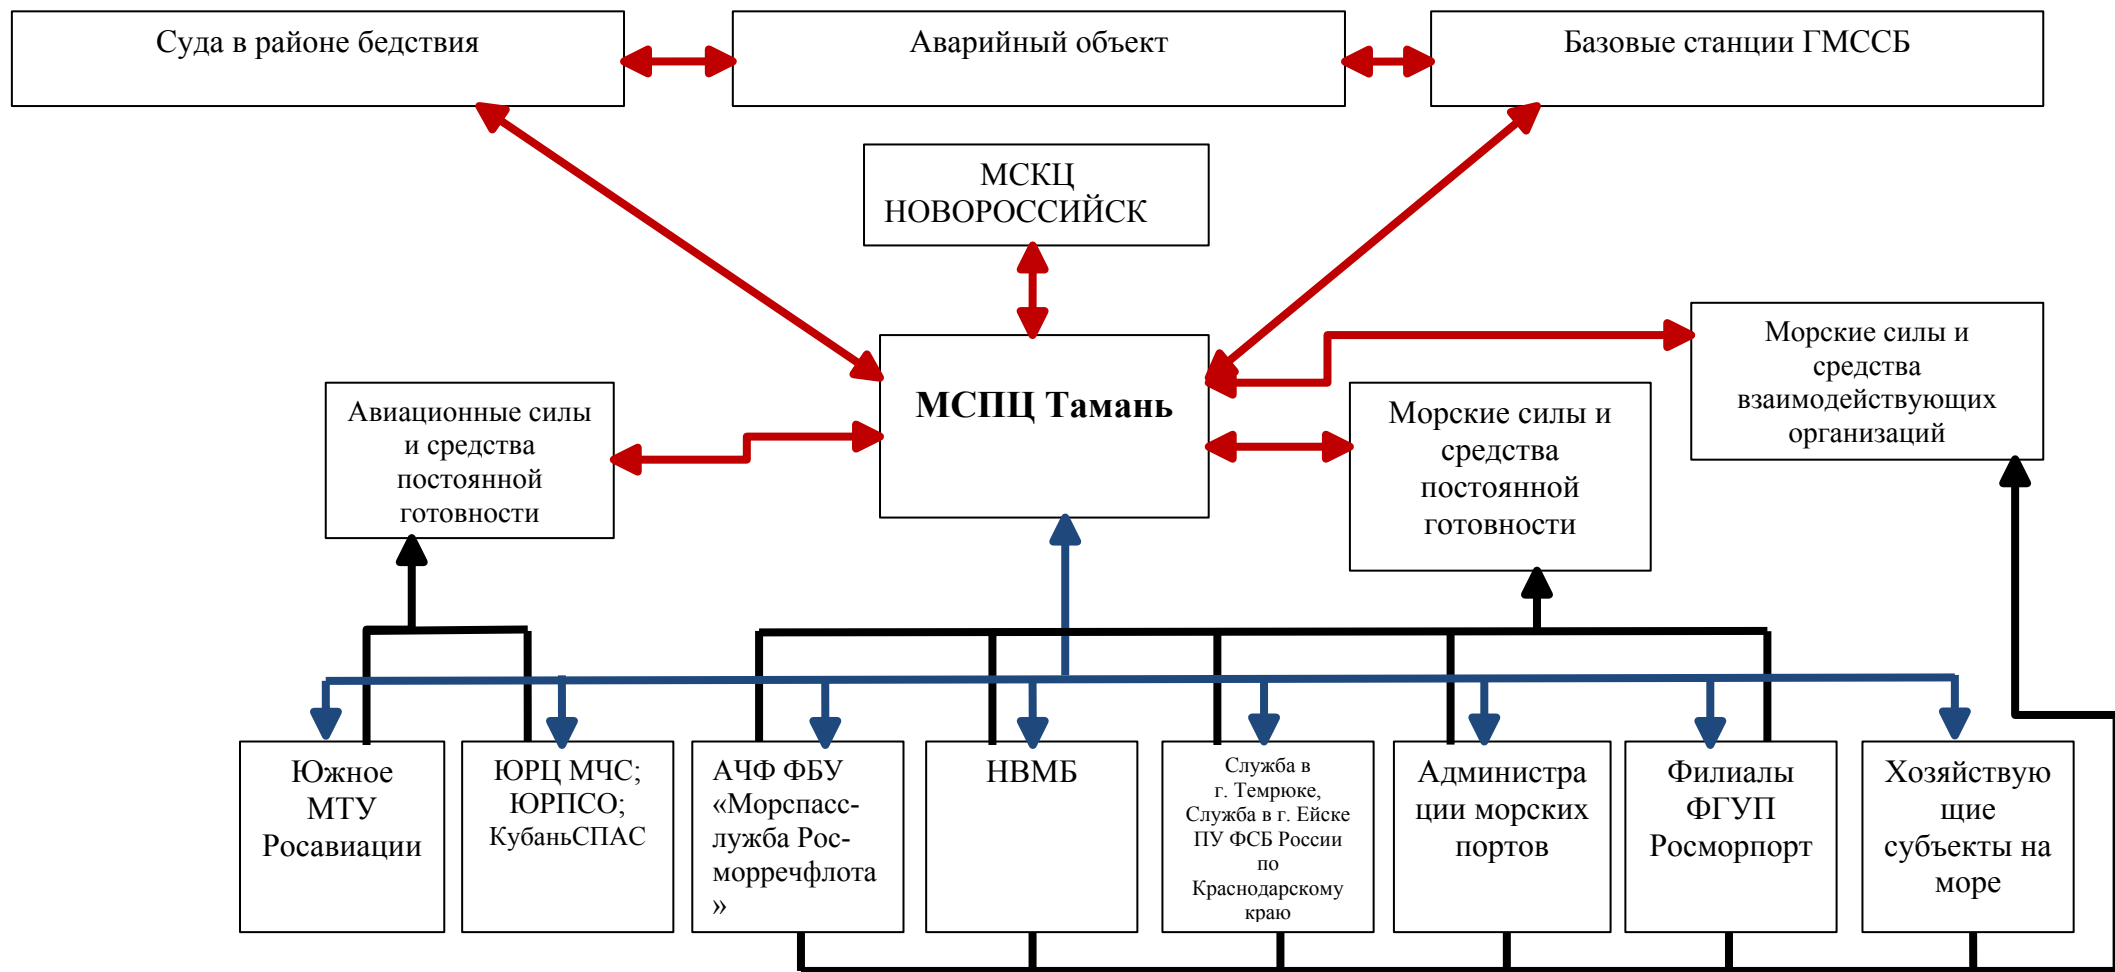 Суда в районе бедствия
Аварийный объект
Базовые станции ГМССБ
МСКЦ
НОВОРОССИЙСК
МСПЦ Тамань
Морские силы и
средства
взаимодействующих
организаций
Авиационные силы
и средства
постоянной
готовности
Морские силы и
средства
постоянной
готовности
Южное
МТУ
Росавиации
ЮРЦ МЧС;
ЮРПСО;
КубаньСПАС
АЧФ ФБУ
«Морспасс-
лужба Рос-
морречфлота
»
НВМБ
Служба в
г. Темрюке,
Служба в г. Ейске
ПУ ФСБ России
по
Краснодарскому
краю
Администра
ции морских
портов
Филиалы
ФГУП
Росморпорт
Хозяйствую
щие
субъекты на
море